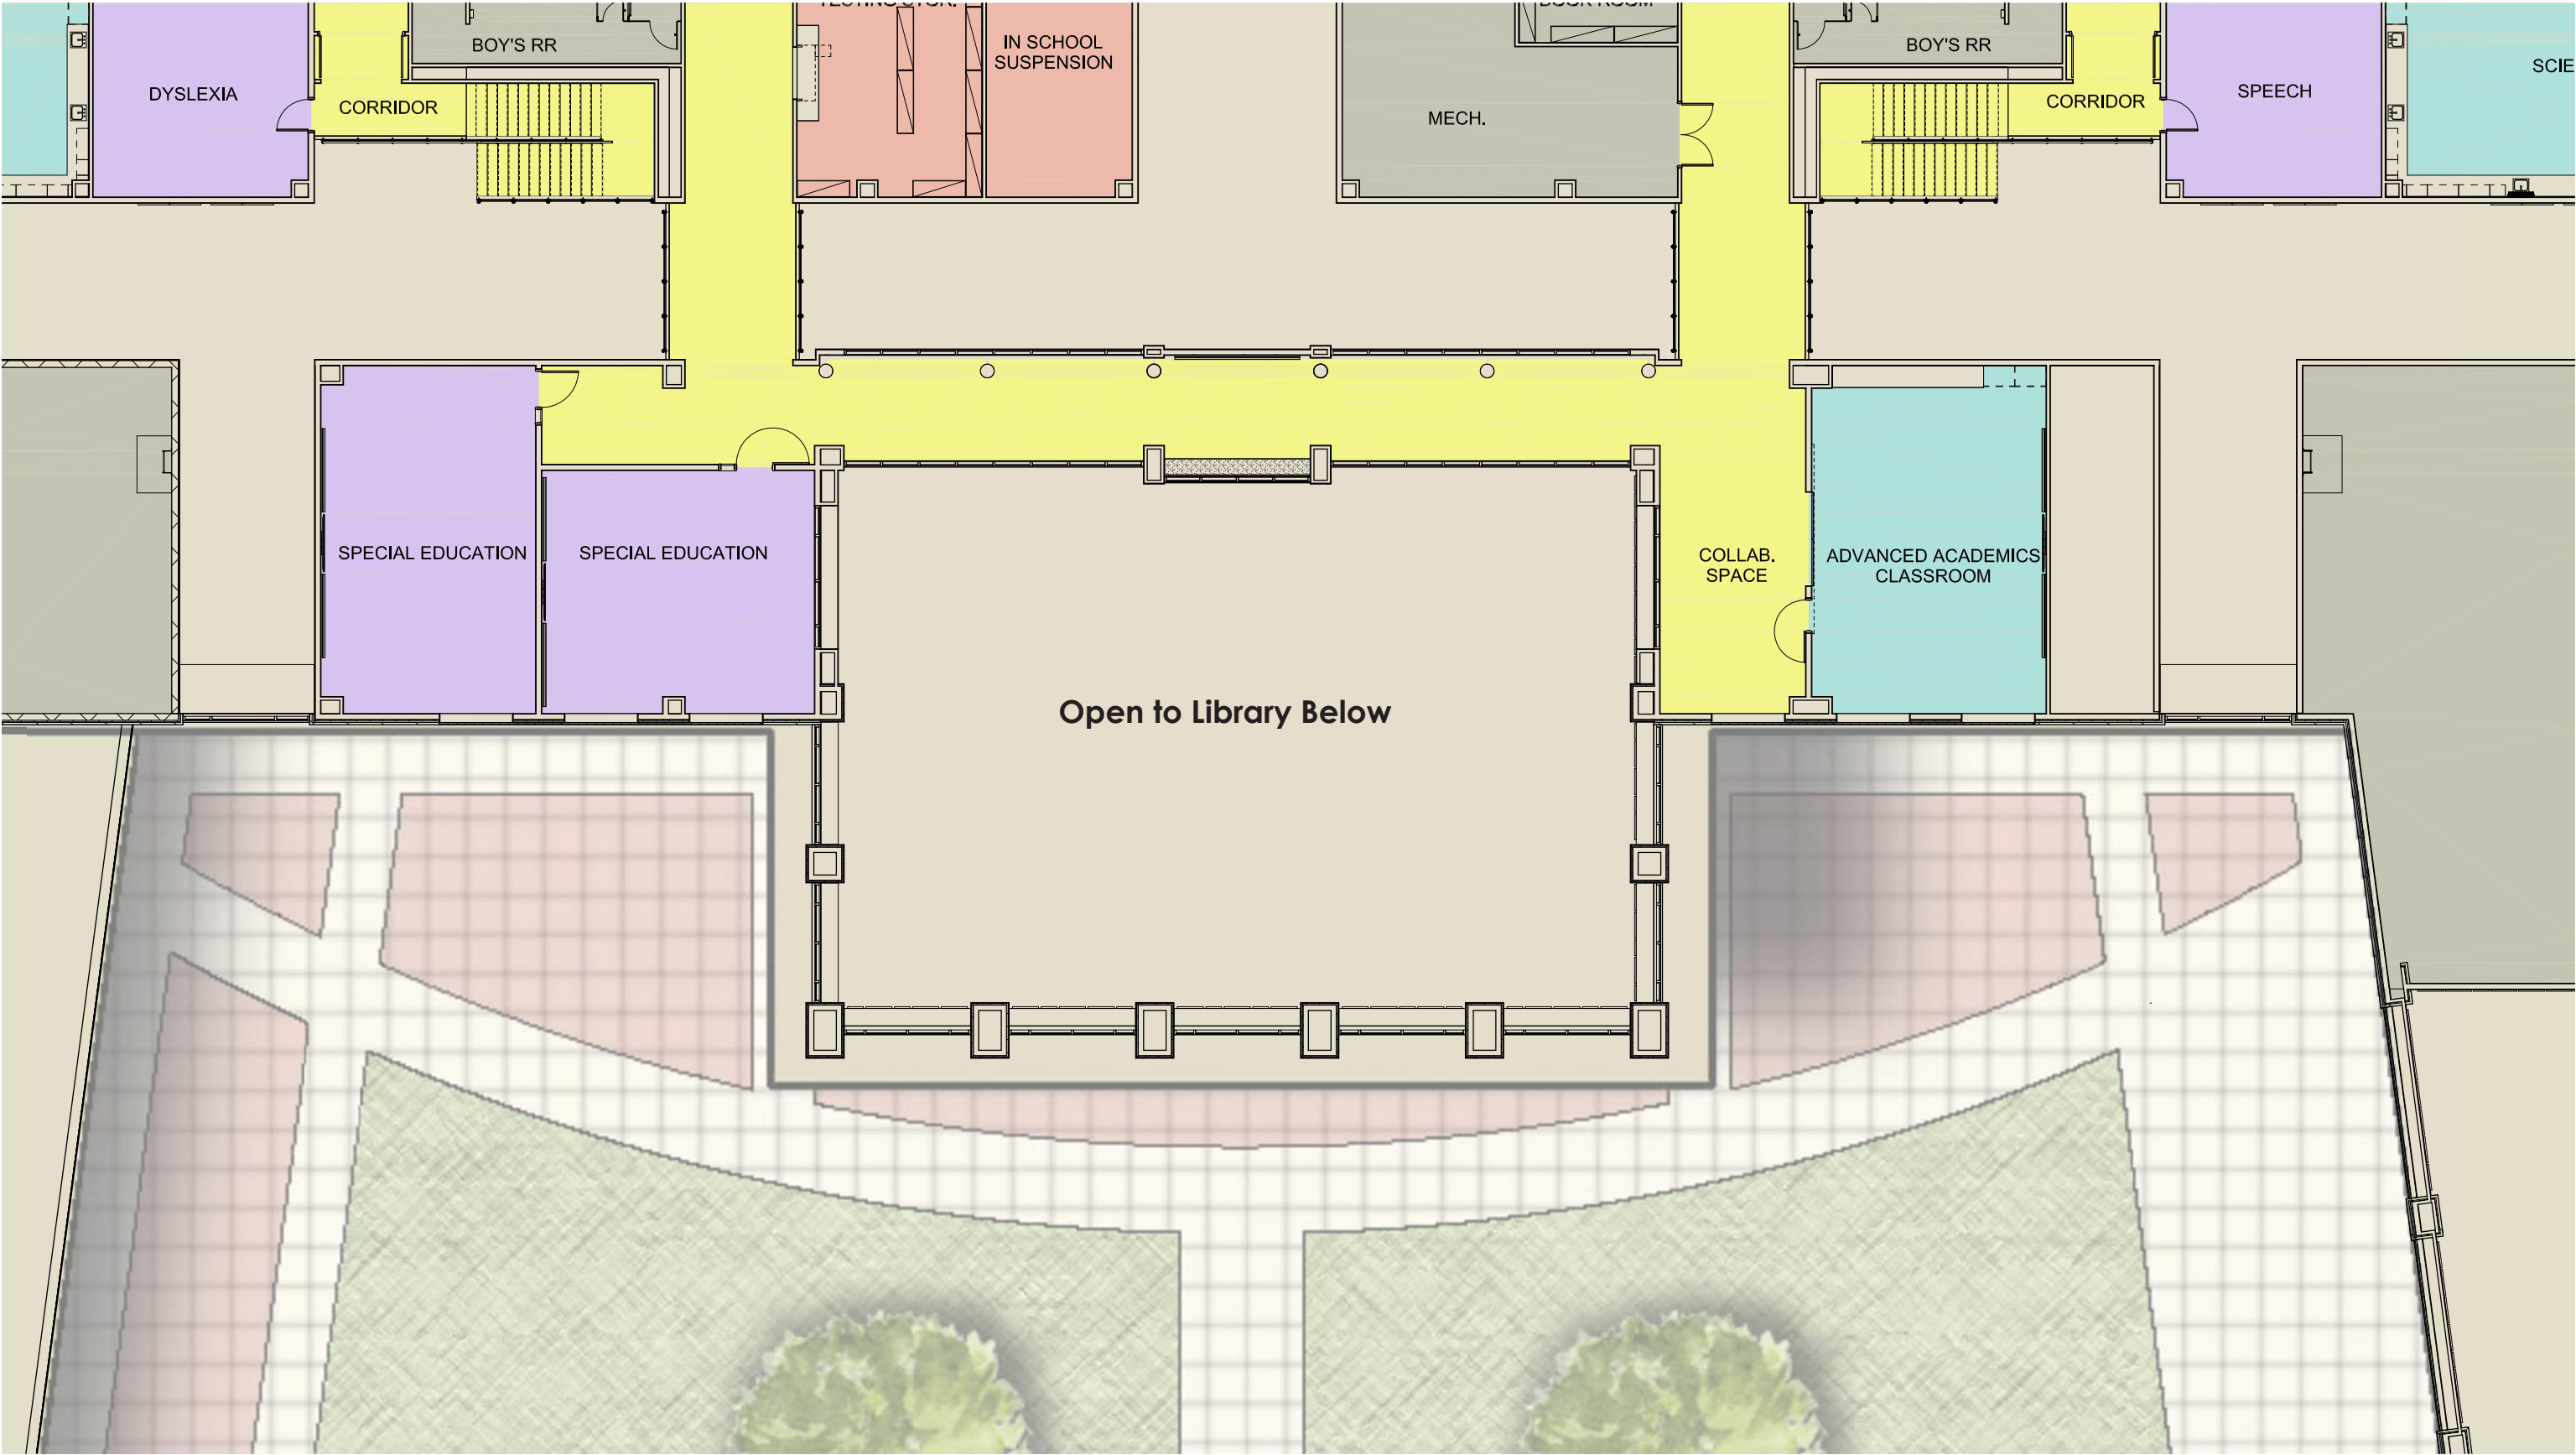 BOY'S RR
IN SCHOOL
SUSPENSION
BOY'S RR
SCIE
DYSLEXIA
CORRIDOR
MECH.
CORRIDOR
SPEECH
SPECIAL EDUCATION
SPECIAL EDUCATION
COLLAB.
SPACE
ADVANCED ACADEMICS
CLASSROOM
Open to Library Below